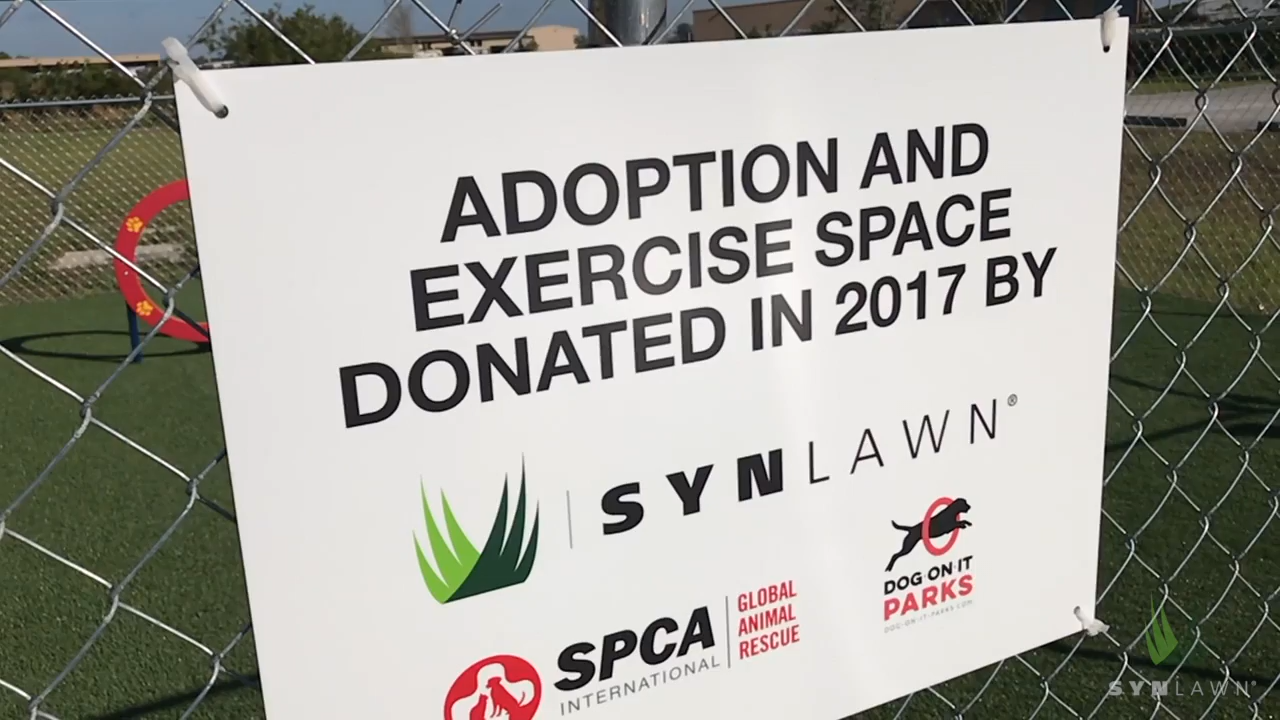 ADOPTION AND
EXERCISE SPACE
DONATED IN 2017 BY
SYNLAWN®
SPCA
INTERNATIONAL
GLOBAL
ANIMAL
RESCUE
DOG·ON·IT
PARKS
DOG-ON-IT-PARKS.COM
SYNLAWN®